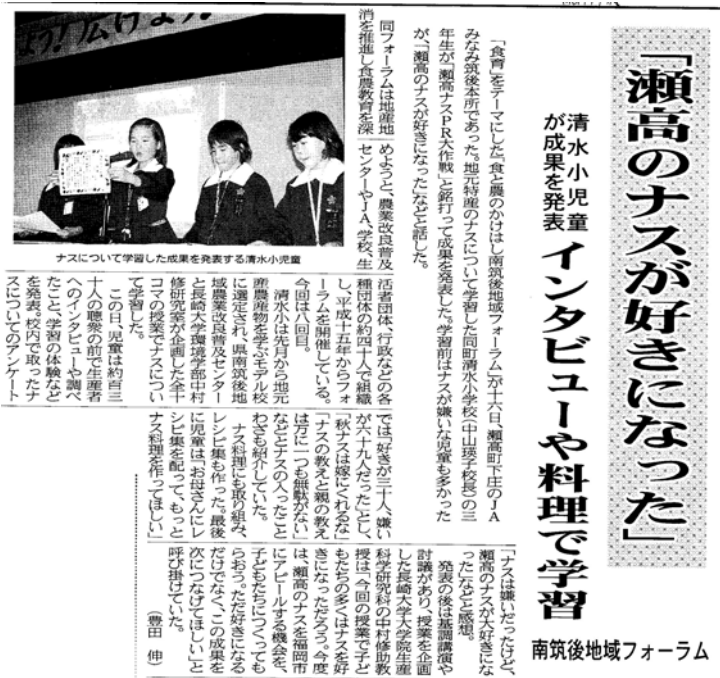 よう!広げよう!
「瀬高のナスが好きになった」
清水小児童
が成果を発表
インタビューや料理で学習
南筑後地域フォーラム
「食育」をテーマにした「食と農のかけはし南筑後地域フォーラム」が十六日、瀬高町下庄のJA
みなみ筑後本所であった。地元特産のナスについて学習した同町清水小学校(中山瑛子校長)の三
年生が「瀬高ナスPR大作戦」と銘打って成果を発表した。学習前はナスが嫌いな児童も多かった
が、「瀬高のナスが好きになった」などと話した。
同フォーラムは地産地
消を推進し食農教育を深
めようと、農業改良普及
センターやJA、学校、生
活者団体、行政などの各
種団体の約四十人で組織
し、平成十五年からフォ
ーラムを開催している。
今回は八回目。
清水小は先月から地元
産農産物を学ぶモデル校
に選定され、県南筑後地
域農業改良普及センター
と長崎大学環境学部中村
修研究室が企画した全十
コマの授業でナスについ
て学習した。
この日、児童は約百三
十人の聴衆の前で生産者
へのインタビューや調べ
たこと、学習の体験など
を発表。校内で取ったナ
スについてのアンケート
では「好きが三十人、嫌い
が六十九人だった」とし、
「秋ナスは嫁にくれるな」
「ナスの教えと親の教え
は万に一つも無駄がない」
などとナスの入ったこと
わざも紹介していた。
ナス料理にも取り組み、
レシピ集も作った。最後
に児童は「お母さんにレ
シピ集を配って、もっと
ナス料理を作ってほしい」
「ナスは嫌いだったけど、
瀬高のナスが大好きにな
った」などと感想。
発表の後は基調講演や
討議があり、授業を企画
した長崎大学大学院生産
科学研究科の中村修助教
授は「今回の授業で子ど
もたちの多くはナスを好
きになっただろう。今度
は、瀬高のナスを福岡市
にアピールする機会を、
子どもたちにつくっても
らおう。ただ好きになる
だけでなく、この成果を
次につなげてほしい」と
呼び掛けていた。
(豊田 伸)
ナスについて学習した成果を発表する清水小児童